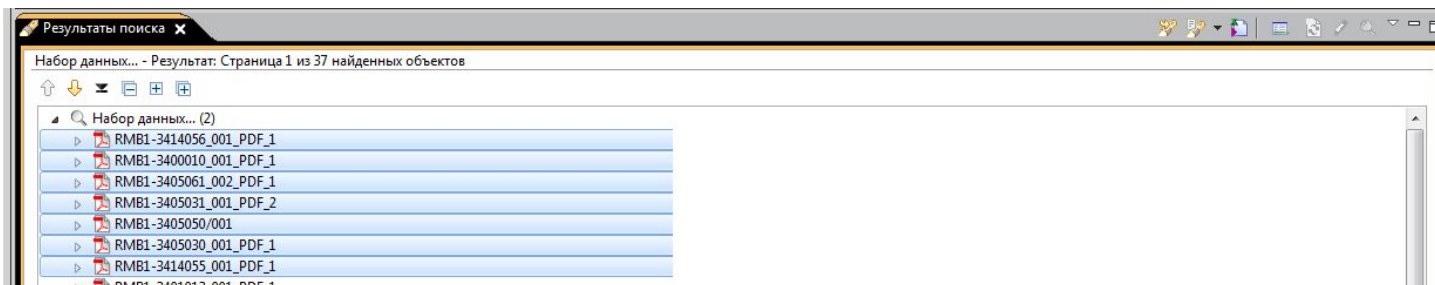 Результаты поиска
Набор данных... - Результат: Страница 1 из 37 найденных объектов
Набор данных... (2)
RMB1-3414056_001_PDF_1
RMB1-3400010_001_PDF_1
RMB1-3405061_002_PDF_1
RMB1-3405031_001_PDF_2
RMB1-3405050/001
RMB1-3405030_001_PDF_1
RMB1-3414055_001_PDF_1